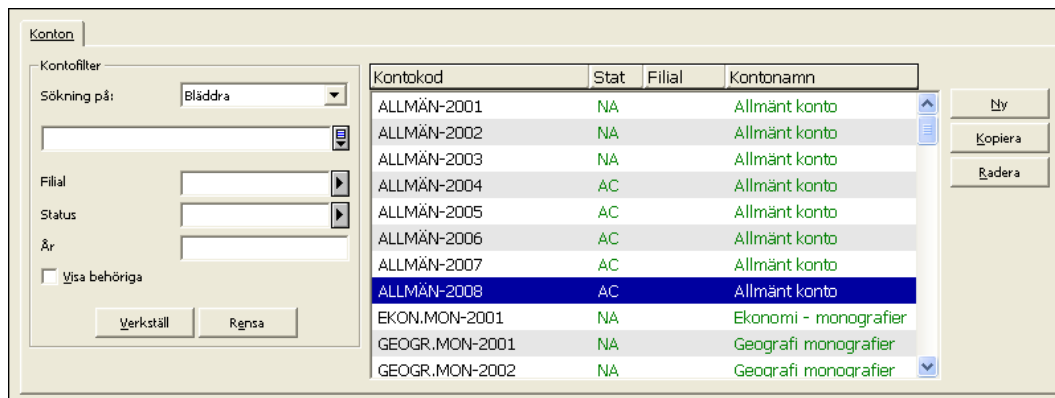 Konton
Kontofilter
Sökning på: Bläddra
Filial
Status
År
Visa behöriga
Verkställ Rensa
Kontokod Stat Filial Kontonamn
ALLMÄN-2001 NA Allmänt konto
ALLMÄN-2002 NA Allmänt konto
ALLMÄN-2003 NA Allmänt konto
ALLMÄN-2004 AC Allmänt konto
ALLMÄN-2005 AC Allmänt konto
ALLMÄN-2006 AC Allmänt konto
ALLMÄN-2007 AC Allmänt konto
ALLMÄN-2008 AC Allmänt konto
EKON.MON-2001 NA Ekonomi - monografier
GEOGR.MON-2001 NA Geografi monografier
GEOGR.MON-2002 NA Geografi monografier
Ny
Kopiera
Radera